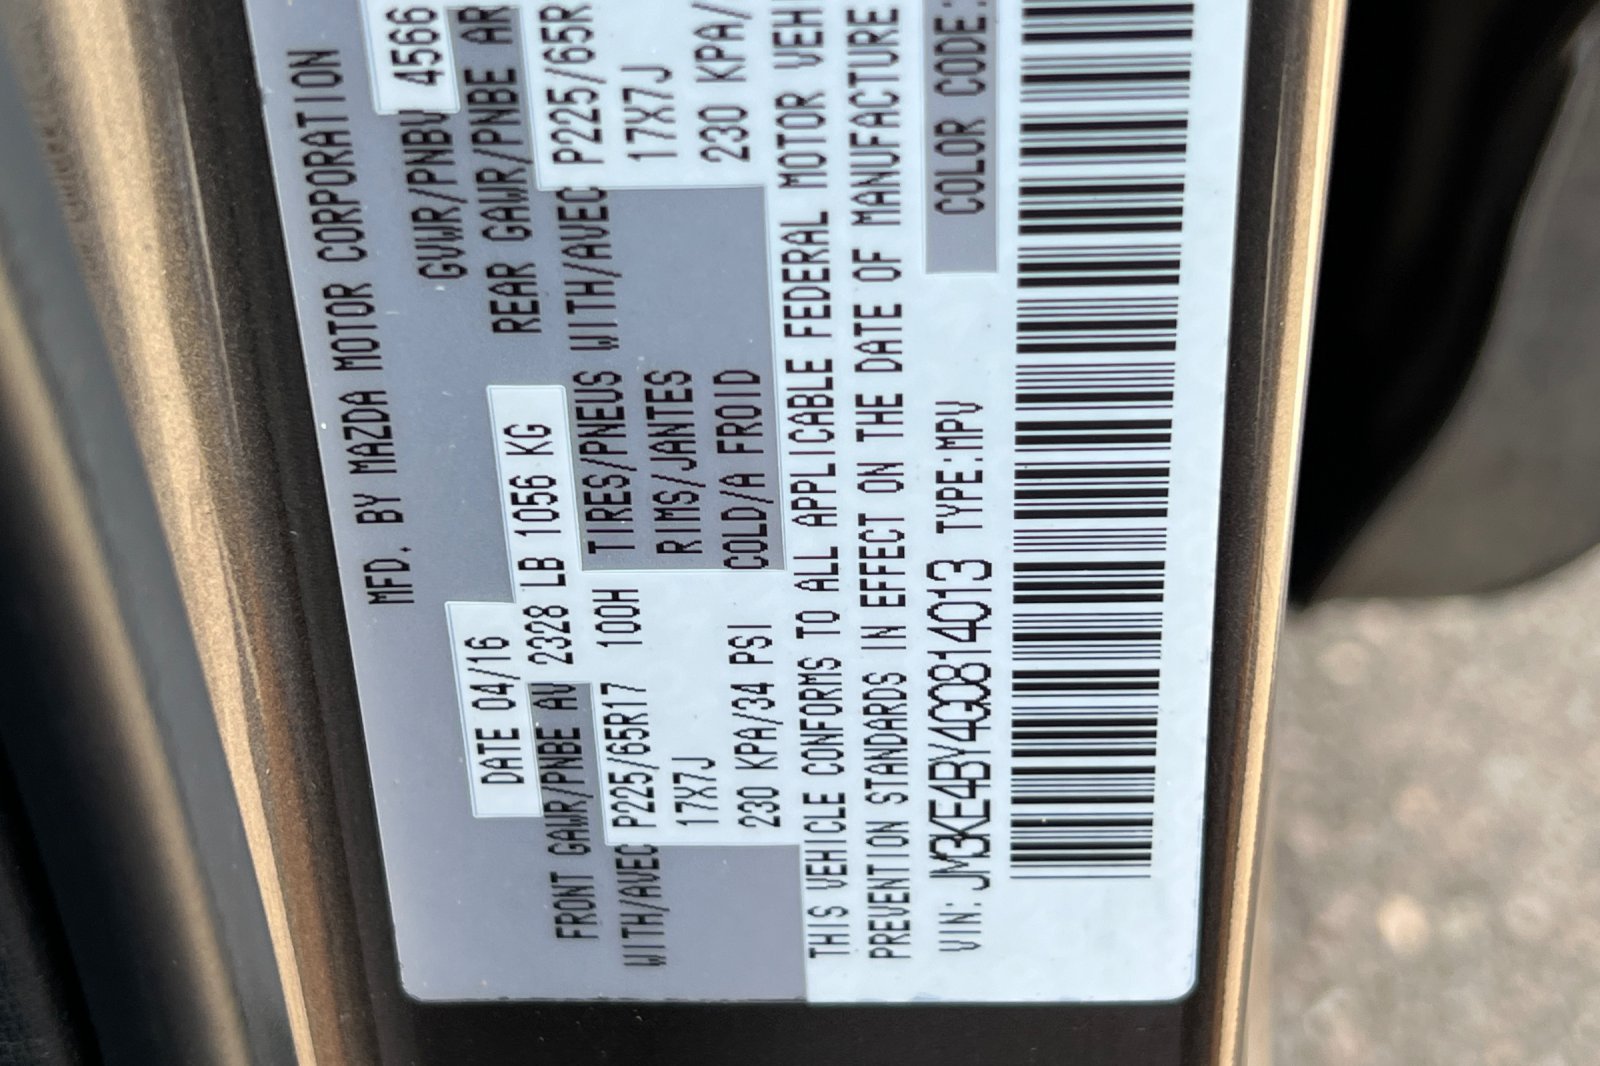 MFD. BY MAZDA MOTOR CORPORATION
DATE 04/16 GVWR/PNBV 4566
FRONT GAWR/PNBE AV 2328 LB 1056 KG REAR GAWR/PNBE AR
WITH/AVEC P225/65R17 100H TIRES/PNEUS WITH/AVEC P225/65R
17X7J RIMS/JANTES 17X7J
230 KPA/34 PSI COLD/A FROID 230 KPA/
THIS VEHICLE CONFORMS TO ALL APPLICABLE FEDERAL MOTOR VEHI
PREVENTION STANDARDS IN EFFECT ON THE DATE OF MANUFACTURE
VIN: JM3KE4BY4G0814013 TYPE:MPV COLOR CODE: